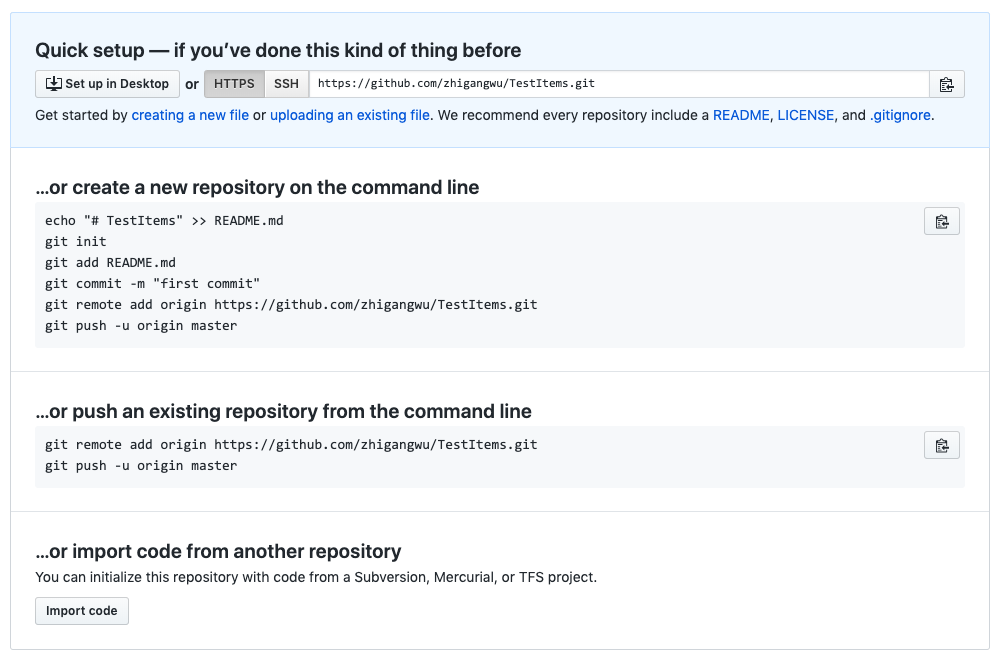 Quick setup — if you’ve done this kind of thing before
Set up in Desktop or HTTPS SSH https://github.com/zhigangwu/TestItems.git
Get started by creating a new file or uploading an existing file. We recommend every repository include a README, LICENSE, and .gitignore.
…or create a new repository on the command line
echo "# TestItems" >> README.md
git init
git add README.md
git commit -m "first commit"
git remote add origin https://github.com/zhigangwu/TestItems.git
git push -u origin master
…or push an existing repository from the command line
git remote add origin https://github.com/zhigangwu/TestItems.git
git push -u origin master
…or import code from another repository
You can initialize this repository with code from a Subversion, Mercurial, or TFS project.
Import code